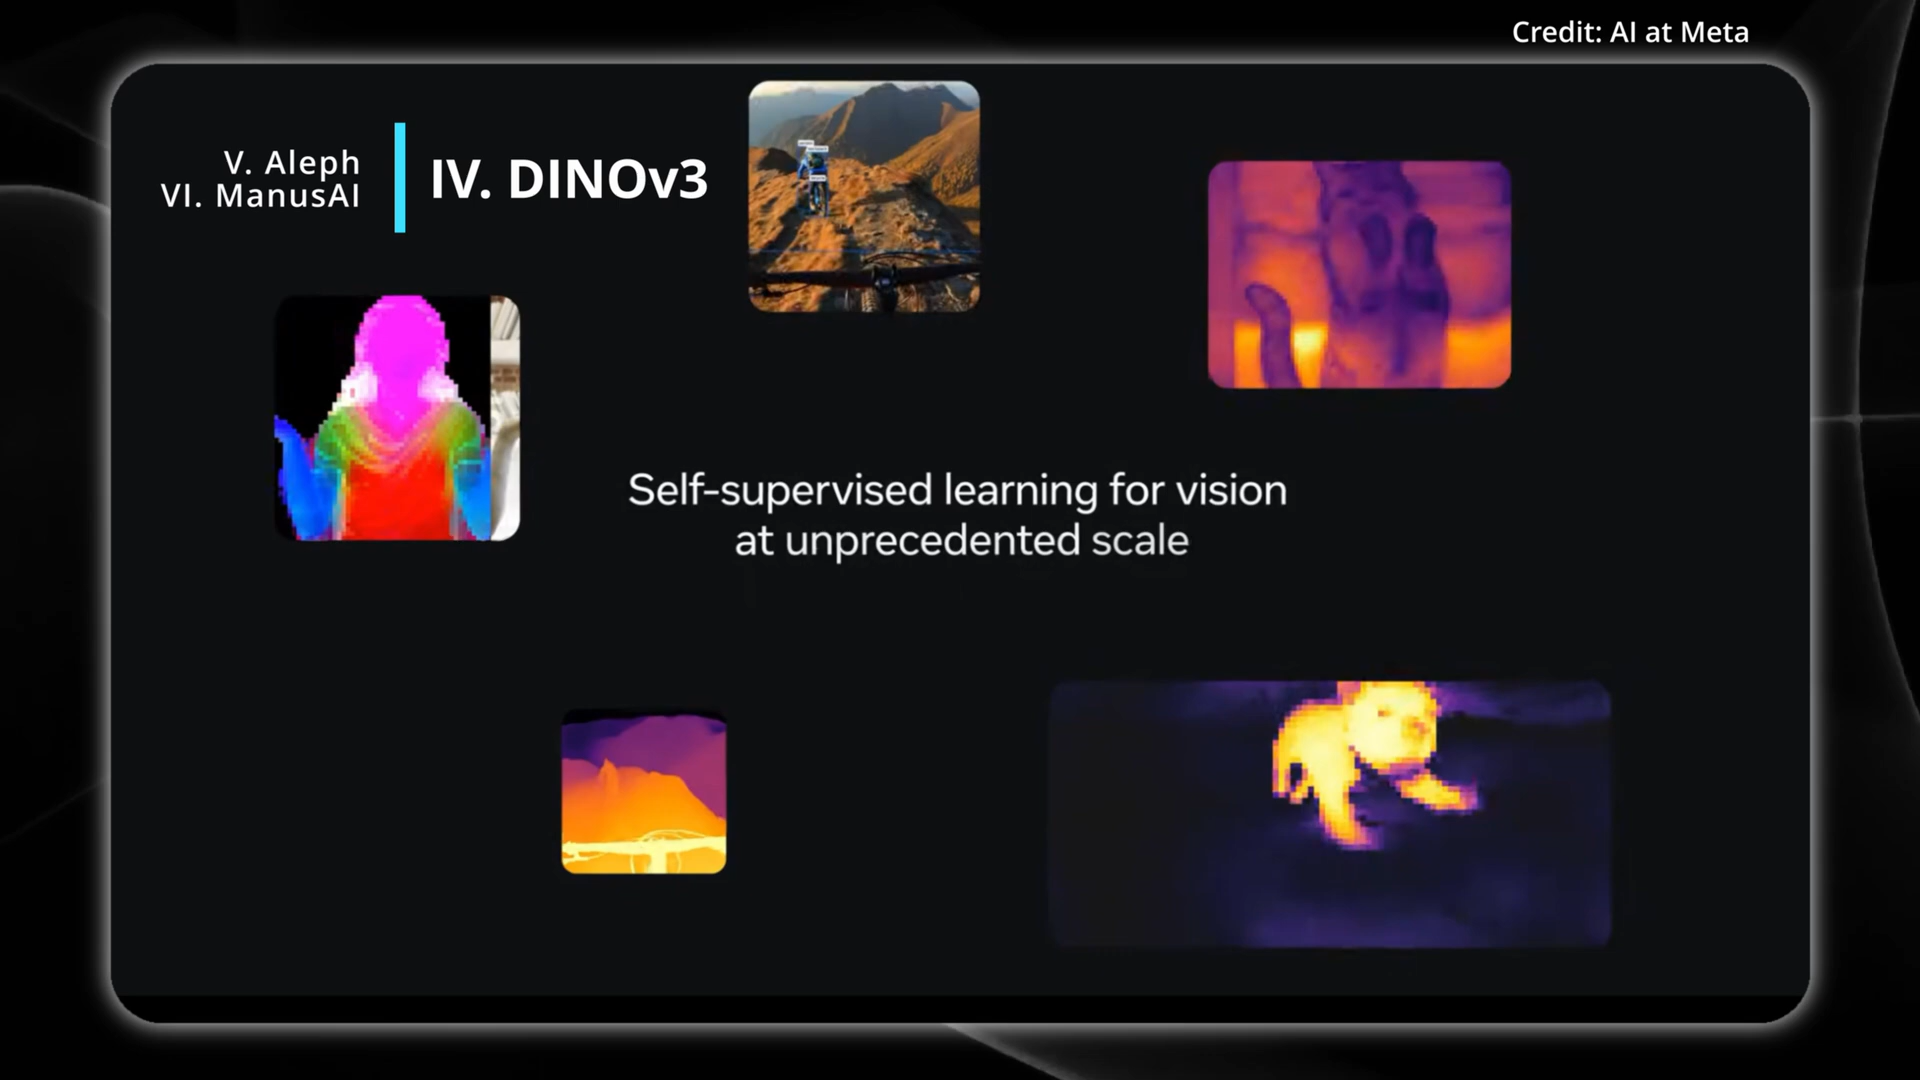 Credit: AI at Meta
V. Aleph
VI. ManusAI
IV. DINOv3
Self-supervised learning for vision
at unprecedented scale